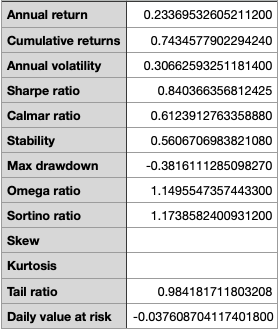 Annual return 0.23369532605211200
Cumulative returns 0.7434577902294240
Annual volatility 0.30662593251181400
Sharpe ratio 0.840366356812425
Calmar ratio 0.6123912763358880
Stability 0.5606706983821080
Max drawdown -0.3816111285098270
Omega ratio 1.1495547357443300
Sortino ratio 1.1738582400931200
Skew
Kurtosis
Tail ratio 0.984181711803208
Daily value at risk -0.037608704117401800